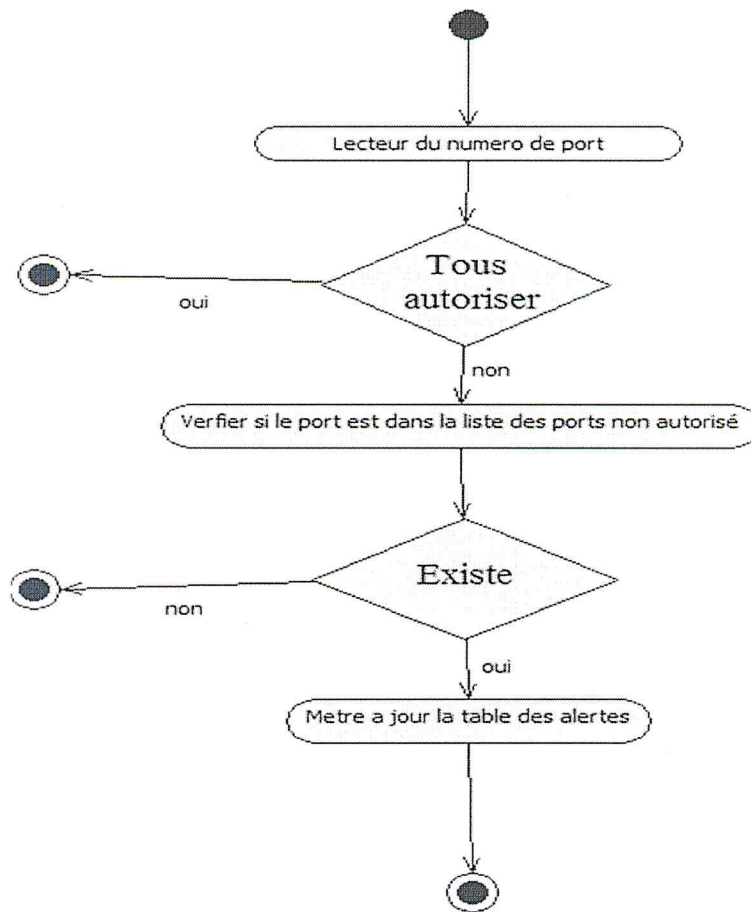 Lecteur du numero de port
Tous
autoriser
oui
non
Verfier si le port est dans la liste des ports non autorisé
Existe
non
oui
Metre a jour la table des alertes